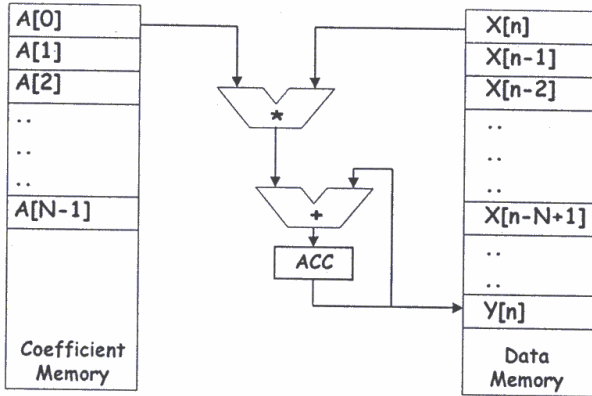 A[0]
A[1]
A[2]
..
..
..
A[N-1]
Coefficient
Memory
*
+
ACC
X[n]
X[n-1]
X[n-2]
..
..
..
X[n-N+1]
..
..
Y[n]
Data
Memory